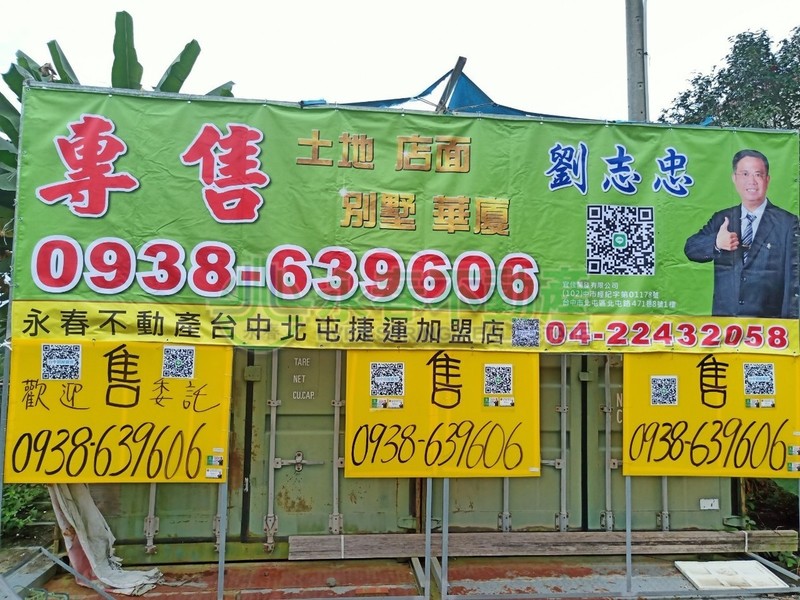 專售
土地 店面
別墅 華廈
劉志忠
0938-639606
永春不動產台中北屯捷運加盟店
04-22432058
售
歡迎 委託
0938-639606
售
0938-639606
售
0938-639606
TARE
NET
CU.CAP.